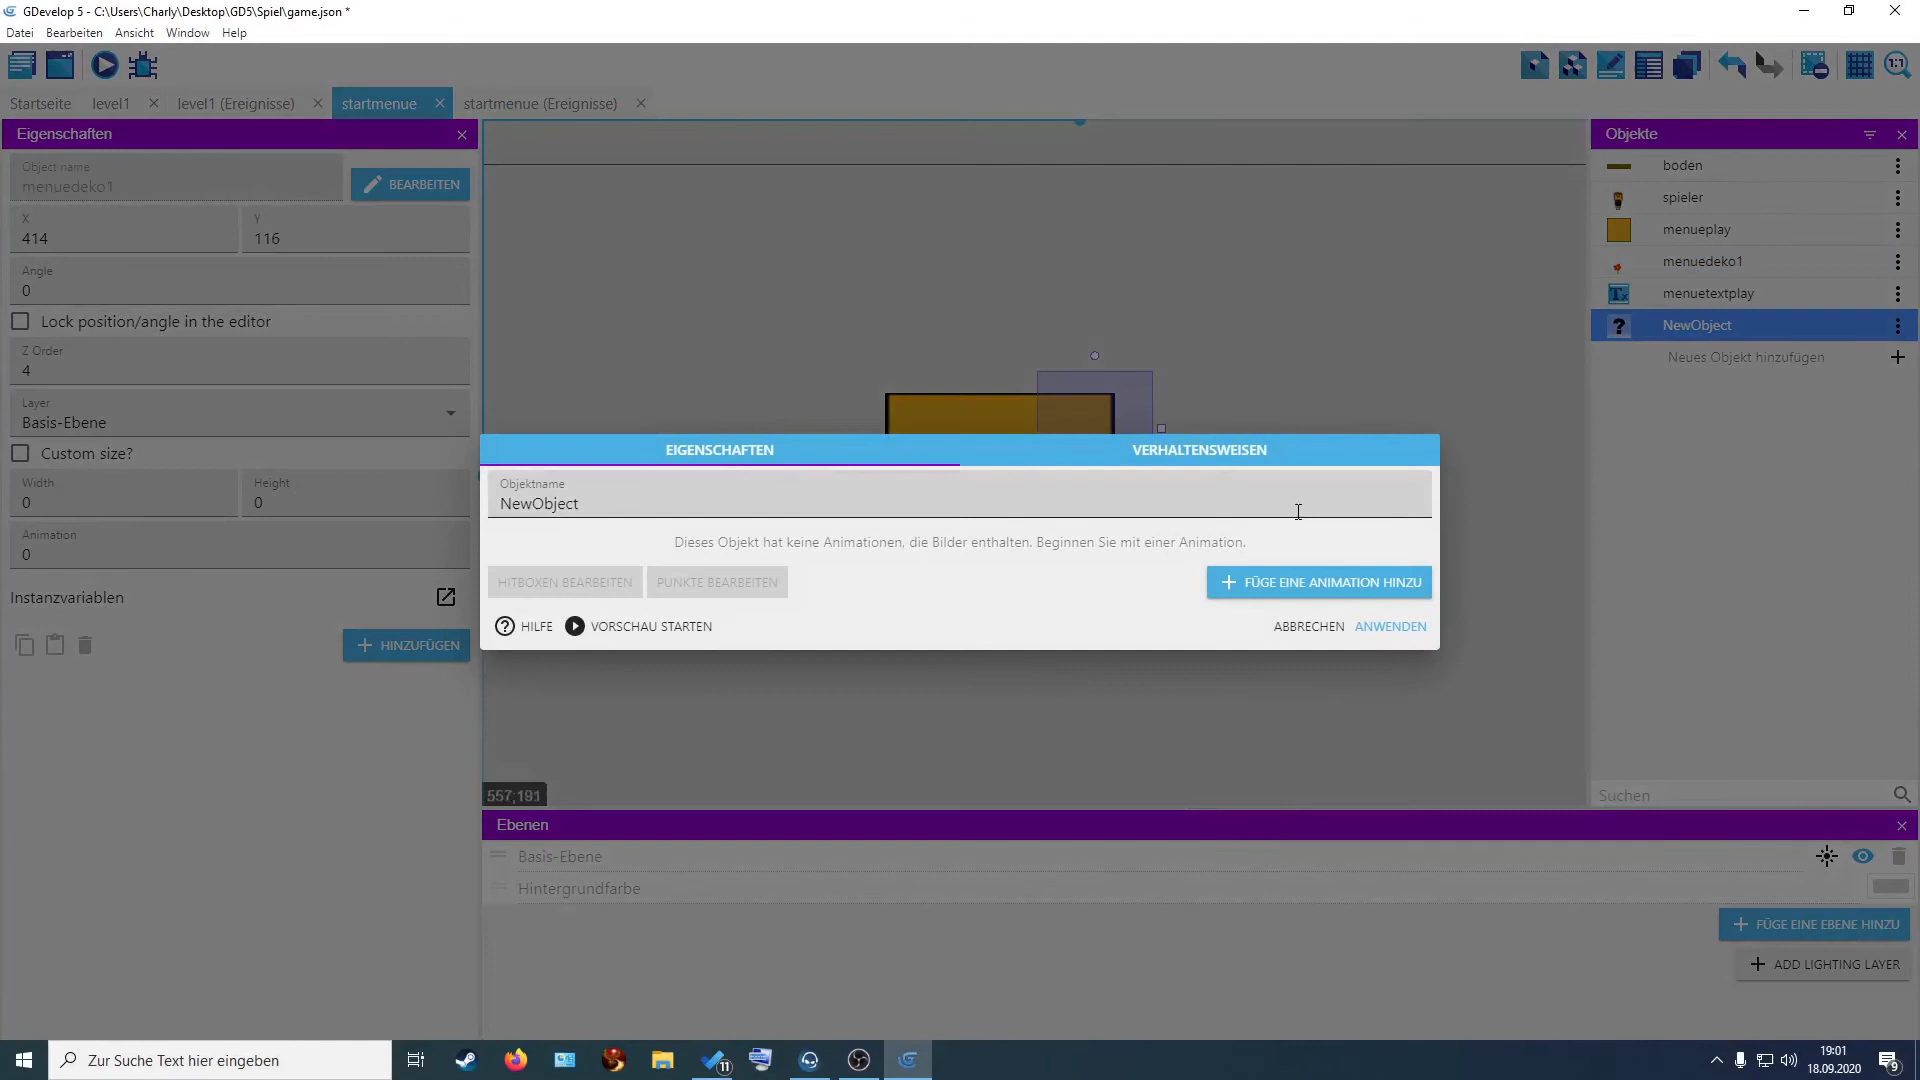 GDevelop 5 - C:\Users\Charly\Desktop\GD5\Spiel\game.json *
Datei Bearbeiten Ansicht Window Help
1:1
Startseite level1 level1 (Ereignisse) startmenue startmenue (Ereignisse)
Eigenschaften
Object name
menuedeko1
BEARBEITEN
X
414
Y
116
Angle
0
Lock position/angle in the editor
Z Order
4
Layer
Basis-Ebene
Custom size?
Width
0
Height
0
Animation
0
Instanzvariablen
HINZUFÜGEN
EIGENSCHAFTEN
VERHALTENSWEISEN
Objektname
NewObject
Dieses Objekt hat keine Animationen, die Bilder enthalten. Beginnen Sie mit einer Animation.
HITBOXEN BEARBEITEN
PUNKTE BEARBEITEN
FÜGE EINE ANIMATION HINZU
HILFE
VORSCHAU STARTEN
ABBRECHEN
ANWENDEN
557;191
Objekte
boden
spieler
menueplay
menuedeko1
menuetextplay
NewObject
Neues Objekt hinzufügen
Suchen
Ebenen
Basis-Ebene
Hintergrundfarbe
FÜGE EINE EBENE HINZU
ADD LIGHTING LAYER
Zur Suche Text hier eingeben
11
19:01
18.09.2020
9